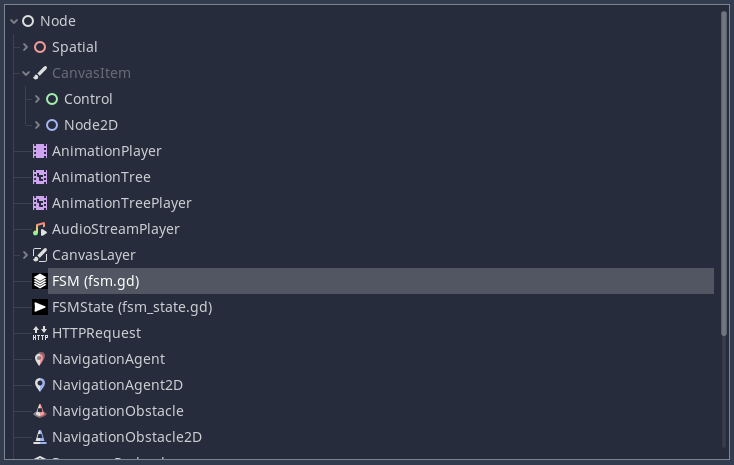 Node
Spatial
CanvasItem
Control
Node2D
AnimationPlayer
AnimationTree
AnimationTreePlayer
AudioStreamPlayer
CanvasLayer
FSM (fsm.gd)
FSMState (fsm_state.gd)
HTTPRequest
NavigationAgent
NavigationAgent2D
NavigationObstacle
NavigationObstacle2D